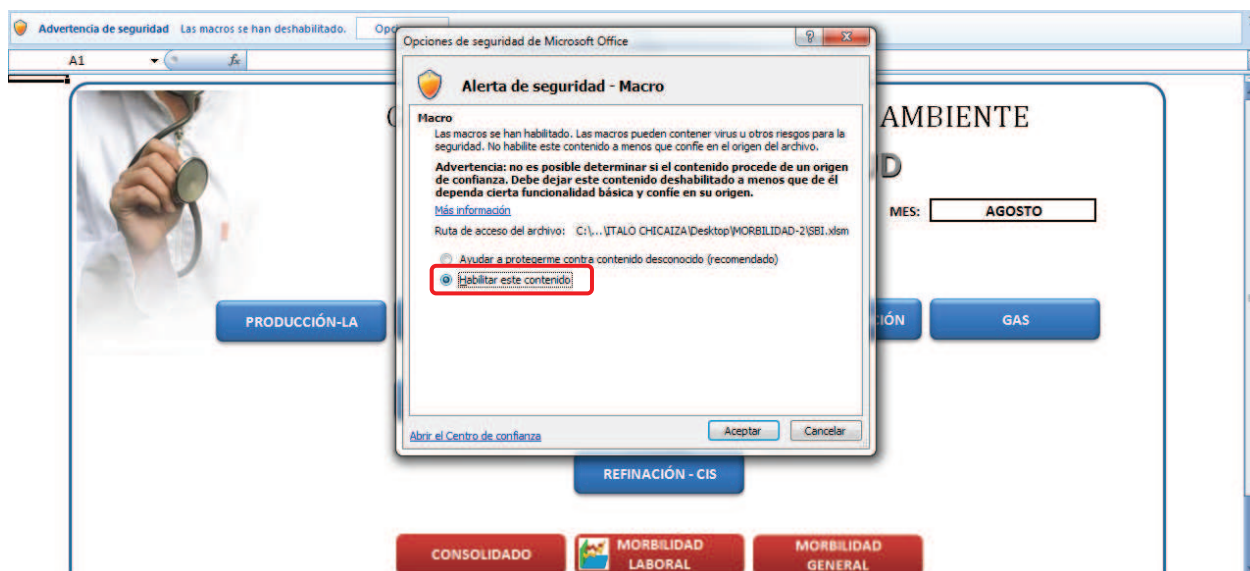 Advertencia de seguridad Las macros se han deshabilitado.
Opciones de seguridad de Microsoft Office
A1 fx
Alerta de seguridad - Macro
Macro
Las macros se han habilitado. Las macros pueden contener virus u otros riesgos para la
seguridad. No habilite este contenido a menos que confíe en el origen del archivo.
Advertencia: no es posible determinar si el contenido procede de un origen
de confianza. Debe dejar este contenido deshabilitado a menos que de él
dependa cierta funcionalidad básica y confíe en su origen.
Más información
Ruta de acceso del archivo: C:\...\ITALO CHICAIZA\Desktop\MORBILIDAD-2\SBI.xlsm
Ayudar a protegerme contra contenido desconocido (recomendado)
Habilitar este contenido
Abrir el Centro de confianza
Aceptar Cancelar
AMBIENTE
MES: AGOSTO
PRODUCCIÓN-LA
GAS
REFINACIÓN - CIS
CONSOLIDADO
MORBILIDAD
LABORAL
MORBILIDAD
GENERAL